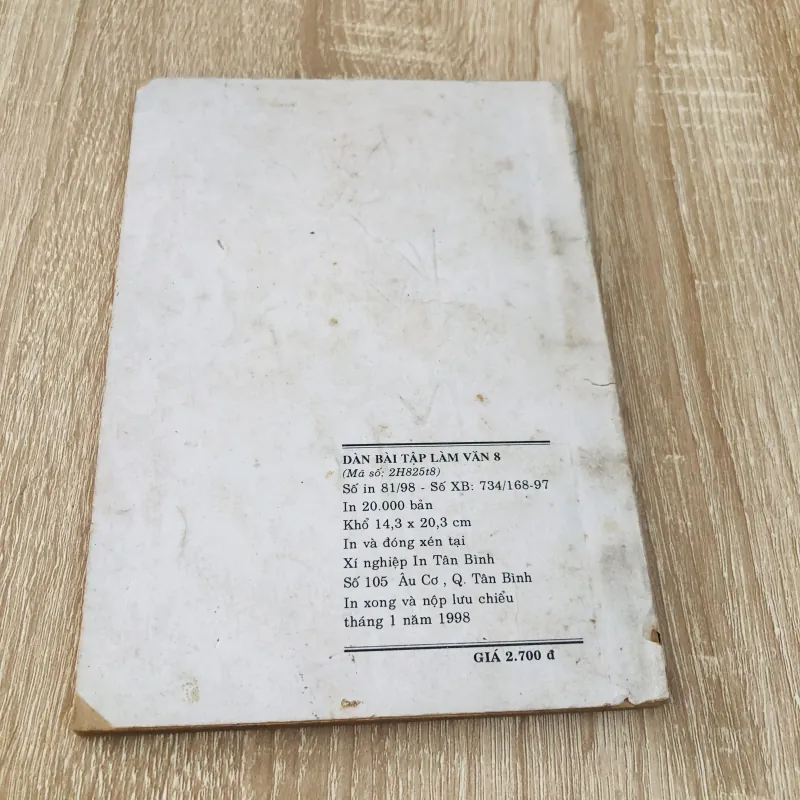 DÀN BÀI TẬP LÀM VĂN 8
(Mã số: 2H825t8)
Số in 81/98 - Số XB: 734/168-97
In 20.000 bản
Khổ 14,3 x 20,3 cm
In và đóng xén tại
Xí nghiệp In Tân Bình
Số 105 Âu Cơ , Q. Tân Bình
In xong và nộp lưu chiểu
tháng 1 năm 1998
GIÁ 2.700 đ